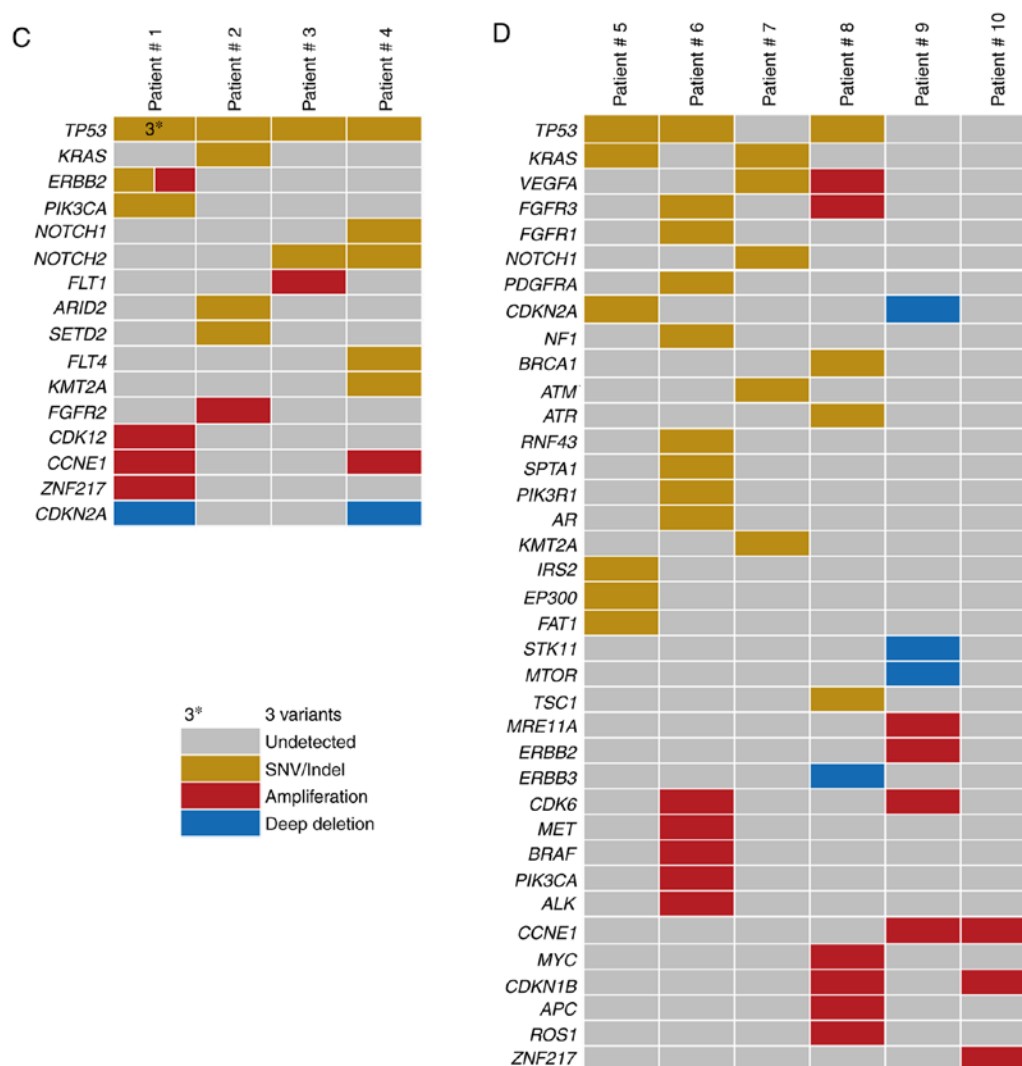 C
Patient # 1
Patient # 2
Patient # 3
Patient # 4
TP53
3*
KRAS
ERBB2
PIK3CA
NOTCH1
NOTCH2
FLT1
ARID2
SETD2
FLT4
KMT2A
FGFR2
CDK12
CCNE1
ZNF217
CDKN2A
3* 3 variants
Undetected
SNV/Indel
Ampliferation
Deep deletion
D
Patient # 5
Patient # 6
Patient # 7
Patient # 8
Patient # 9
Patient # 10
TP53
KRAS
VEGFA
FGFR3
FGFR1
NOTCH1
PDGFRA
CDKN2A
NF1
BRCA1
ATM
ATR
RNF43
SPTA1
PIK3R1
AR
KMT2A
IRS2
EP300
FAT1
STK11
MTOR
TSC1
MRE11A
ERBB2
ERBB3
CDK6
MET
BRAF
PIK3CA
ALK
CCNE1
MYC
CDKN1B
APC
ROS1
ZNF217